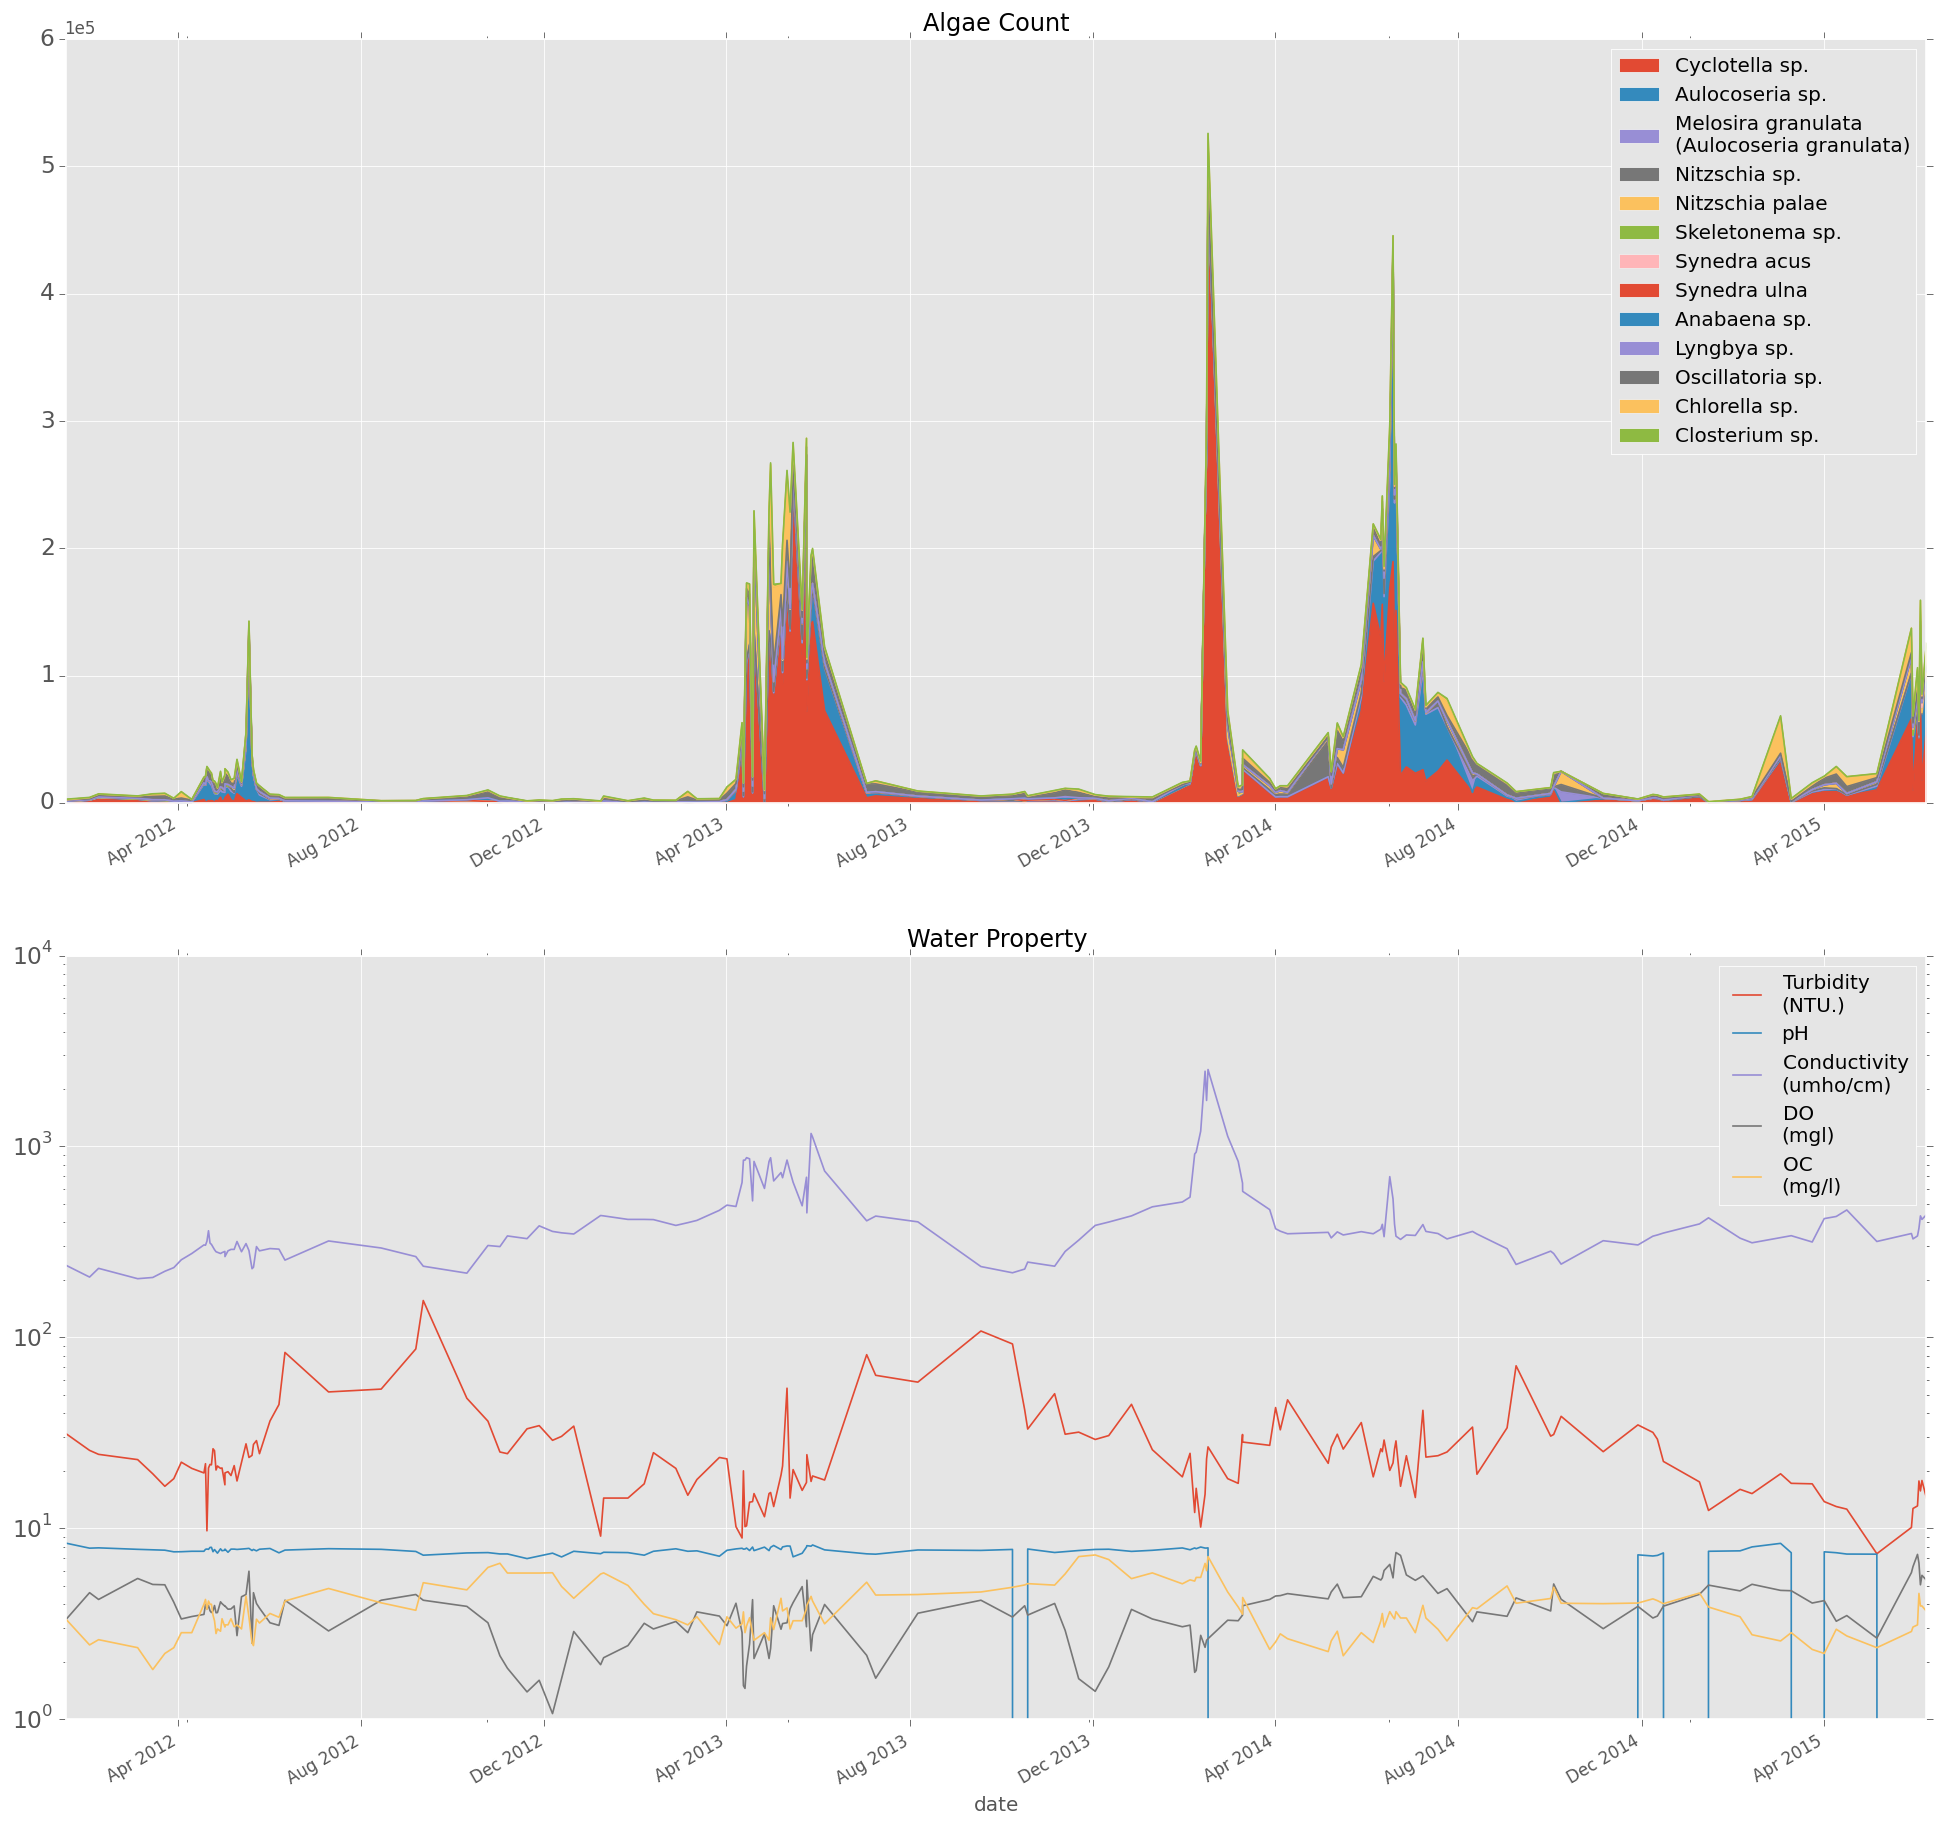 Algae Count
1e5
6
5
4
3
2
1
0
Cyclotella sp.
Aulocoseria sp.
Melosira granulata
(Aulocoseria granulata)
Nitzschia sp.
Nitzschia palae
Skeletonema sp.
Synedra acus
Synedra ulna
Anabaena sp.
Lyngbya sp.
Oscillatoria sp.
Chlorella sp.
Closterium sp.
Apr 2012 Aug 2012 Dec 2012 Apr 2013 Aug 2013 Dec 2013 Apr 2014 Aug 2014 Dec 2014 Apr 2015
Water Property
10^4
10^3
10^2
10^1
10^0
Turbidity
(NTU.)
pH
Conductivity
(umho/cm)
DO
(mgl)
OC
(mg/l)
Apr 2012 Aug 2012 Dec 2012 Apr 2013 Aug 2013 Dec 2013 Apr 2014 Aug 2014 Dec 2014 Apr 2015
date